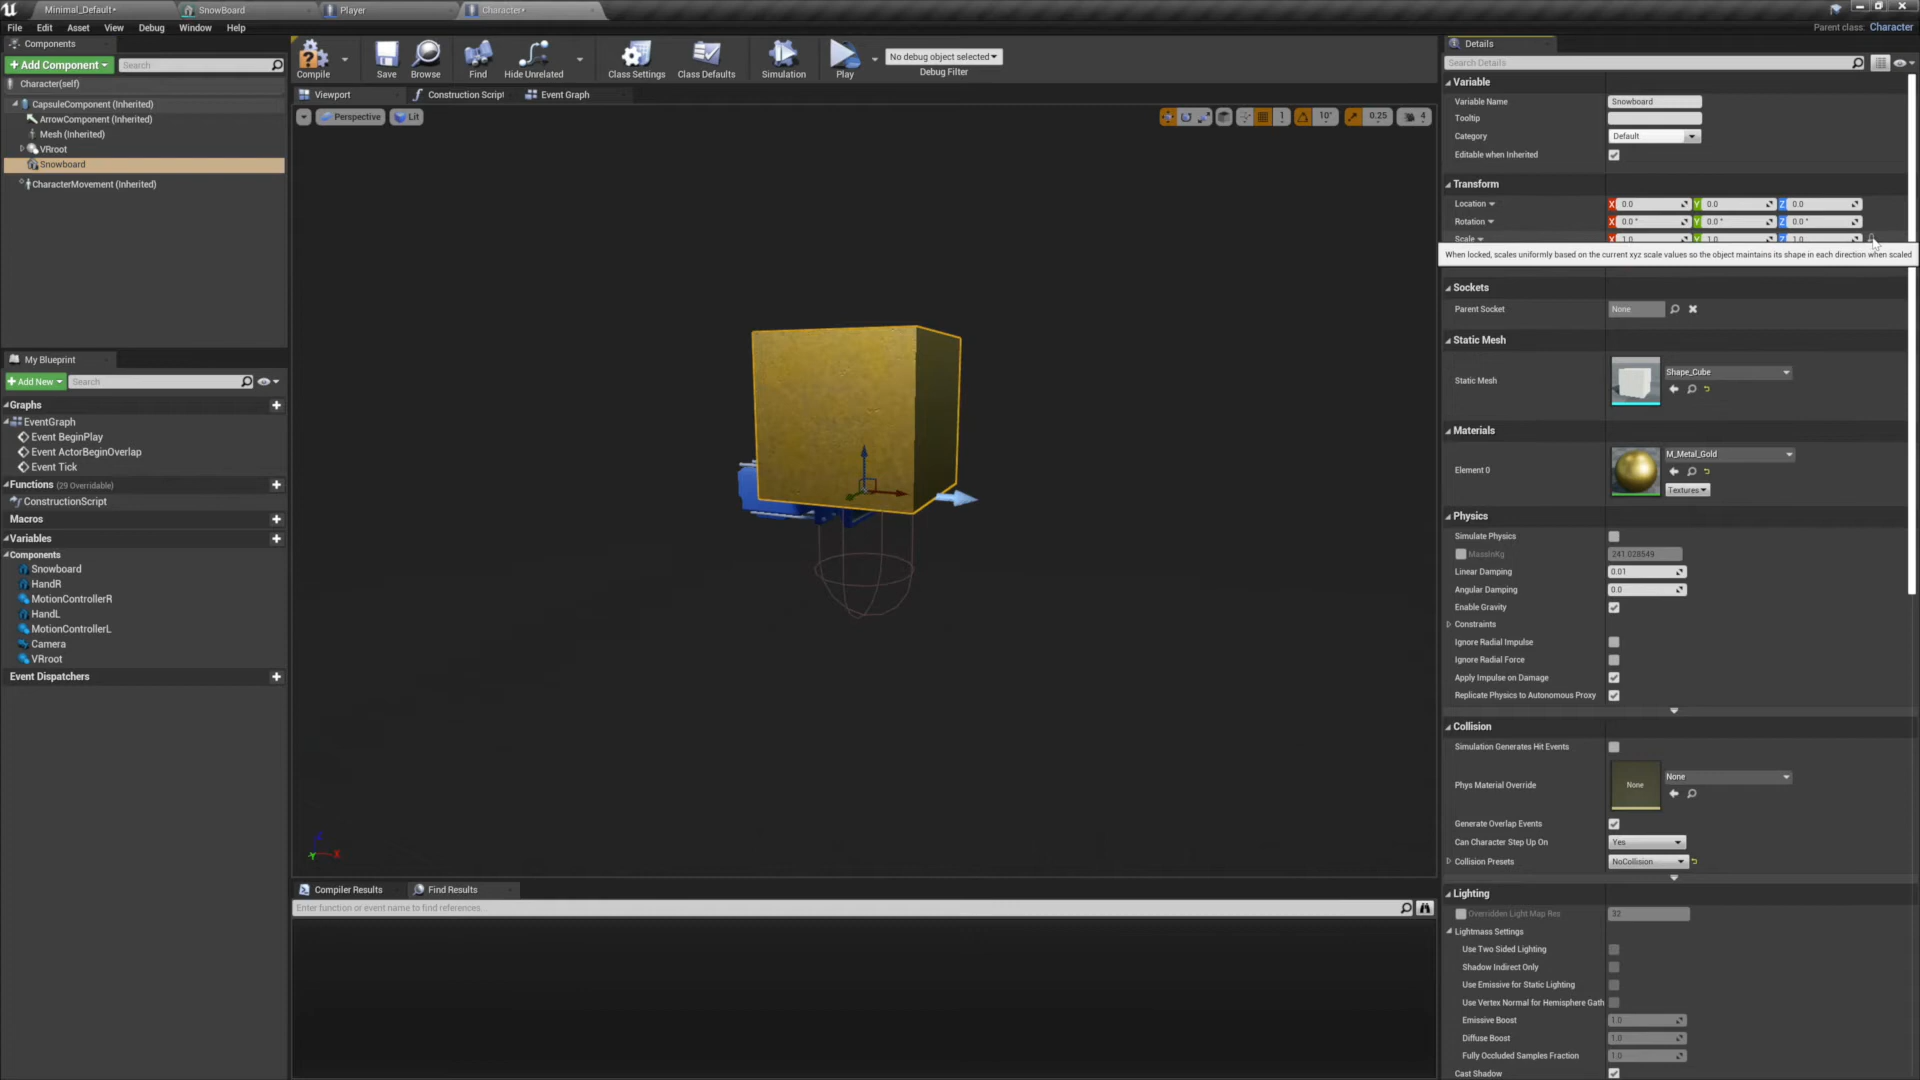 Minimal_Default*
SnowBoard
Player
Character*
File
Edit
Asset
View
Debug
Window
Help
Parent class: Character
Components
+ Add Component
Search
Character(self)
CapsuleComponent (Inherited)
ArrowComponent (Inherited)
Mesh (Inherited)
VRroot
Snowboard
CharacterMovement (Inherited)
My Blueprint
+ Add New
Search
Graphs
EventGraph
Event BeginPlay
Event ActorBeginOverlap
Event Tick
Functions (29 Overridable)
ConstructionScript
Macros
Variables
Components
Snowboard
HandR
MotionControllerR
HandL
MotionControllerL
Camera
VRroot
Event Dispatchers
Compile
Save
Browse
Find
Hide Unrelated
Class Settings
Class Defaults
Simulation
Play
No debug object selected
Debug Filter
Viewport
Construction Script
Event Graph
Perspective
Lit
1
10°
0.25
4
Z
Y
X
Compiler Results
Find Results
Enter function or event name to find references...
Details
Search Details
Variable
Variable Name
Snowboard
Tooltip
Category
Default
Editable when Inherited
Transform
Location
X 0.0
Y 0.0
Z 0.0
Rotation
X 0.0 °
Y 0.0 °
Z 0.0 °
Scale
X 1.0
Y 1.0
Z 1.0
When locked, scales uniformly based on the current xyz scale values so the object maintains its shape in each direction when scaled
Sockets
Parent Socket
None
Static Mesh
Static Mesh
Shape_Cube
Materials
Element 0
M_Metal_Gold
Textures
Physics
Simulate Physics
MassInKg
241.028549
Linear Damping
0.01
Angular Damping
0.0
Enable Gravity
Constraints
Ignore Radial Impulse
Ignore Radial Force
Apply Impulse on Damage
Replicate Physics to Autonomous Proxy
Collision
Simulation Generates Hit Events
Phys Material Override
None
None
Generate Overlap Events
Can Character Step Up On
Yes
Collision Presets
NoCollision
Lighting
Overridden Light Map Res
32
Lightmass Settings
Use Two Sided Lighting
Shadow Indirect Only
Use Emissive for Static Lighting
Use Vertex Normal for Hemisphere Gath
Emissive Boost
1.0
Diffuse Boost
1.0
Fully Occluded Samples Fraction
1.0
Cast Shadow